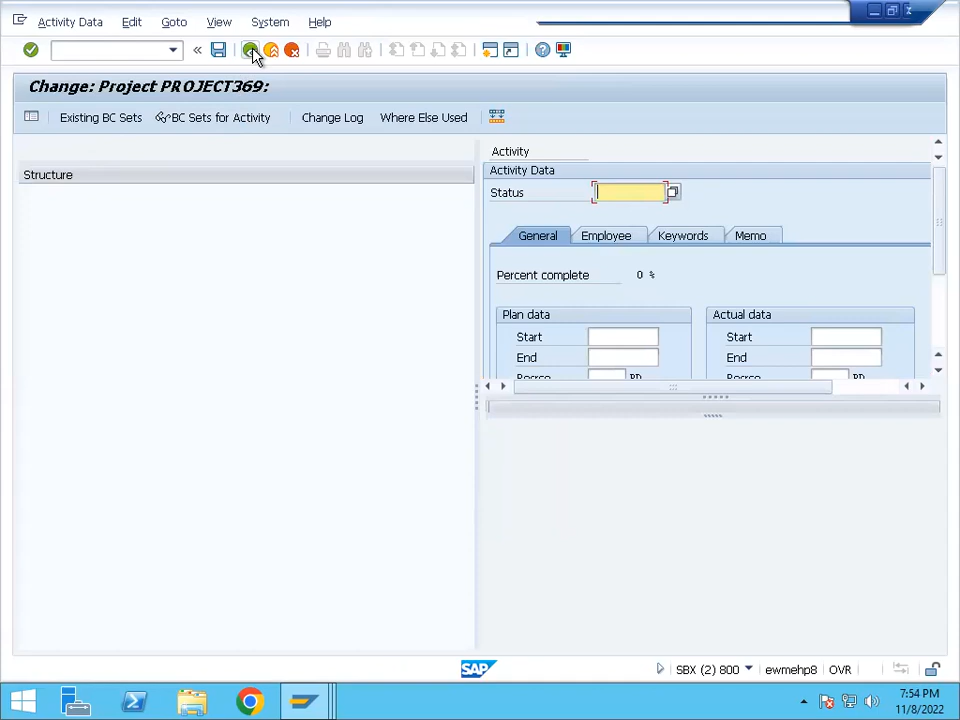 Activity Data Edit Goto View System Help
Change: Project PROJECT369:
Existing BC Sets BC Sets for Activity Change Log Where Else Used
Structure
Activity
Activity Data
Status
General Employee Keywords Memo
Percent complete 0 %
Plan data Actual data
Start Start
End End
Recrce PD Recrce PD
SAP
SBX (2) 800 ewmehp8 OVR
7:54 PM
11/8/2022